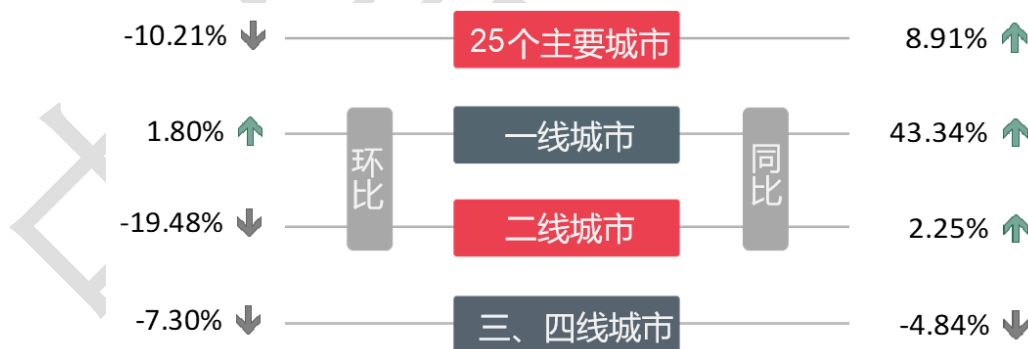 -10.21% 25个主要城市 8.91%
1.80% 一线城市 43.34%
环比 同比
-19.48% 二线城市 2.25%
-7.30% 三、四线城市 -4.84%